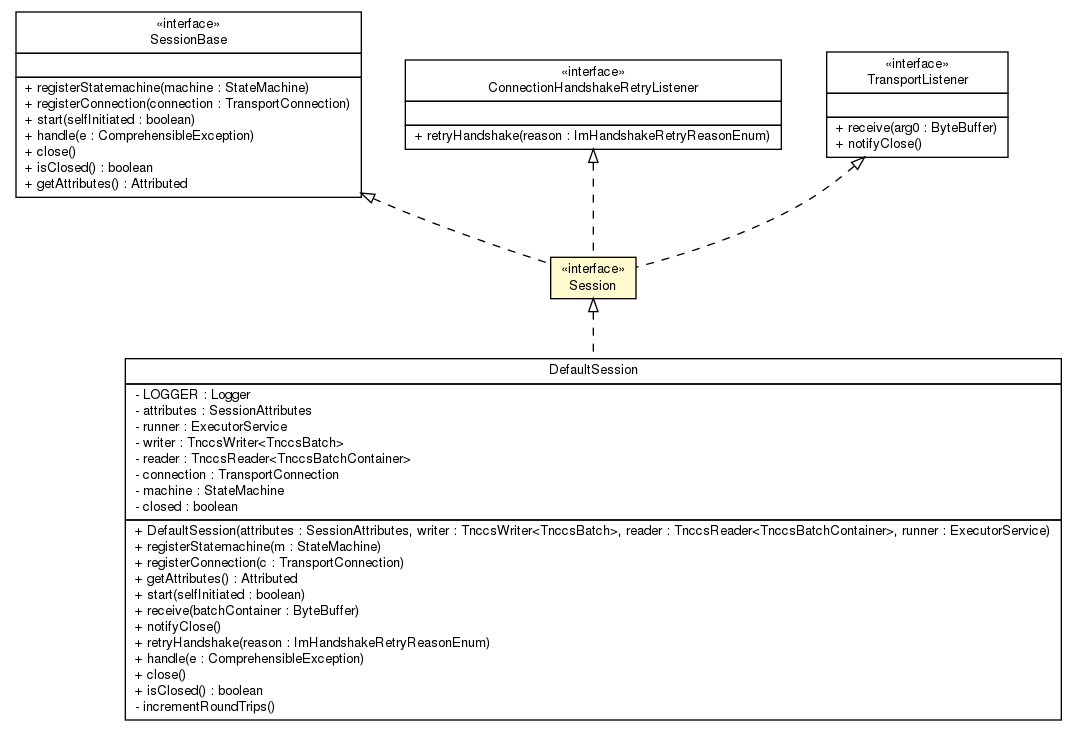 «interface»
SessionBase
+ registerStatemachine(machine : StateMachine)
+ registerConnection(connection : TransportConnection)
+ start(selfInitiated : boolean)
+ handle(e : ComprehensibleException)
+ close()
+ isClosed() : boolean
+ getAttributes() : Attributed
«interface»
ConnectionHandshakeRetryListener
+ retryHandshake(reason : ImHandshakeRetryReasonEnum)
«interface»
TransportListener
+ receive(arg0 : ByteBuffer)
+ notifyClose()
«interface»
Session
DefaultSession
- LOGGER : Logger
- attributes : SessionAttributes
- runner : ExecutorService
- writer : TnccsWriter<TnccsBatch>
- reader : TnccsReader<TnccsBatchContainer>
- connection : TransportConnection
- machine : StateMachine
- closed : boolean
+ DefaultSession(attributes : SessionAttributes, writer : TnccsWriter<TnccsBatch>, reader : TnccsReader<TnccsBatchContainer>, runner : ExecutorService)
+ registerStatemachine(m : StateMachine)
+ registerConnection(c : TransportConnection)
+ getAttributes() : Attributed
+ start(selfInitiated : boolean)
+ receive(batchContainer : ByteBuffer)
+ notifyClose()
+ retryHandshake(reason : ImHandshakeRetryReasonEnum)
+ handle(e : ComprehensibleException)
+ close()
+ isClosed() : boolean
- incrementRoundTrips()